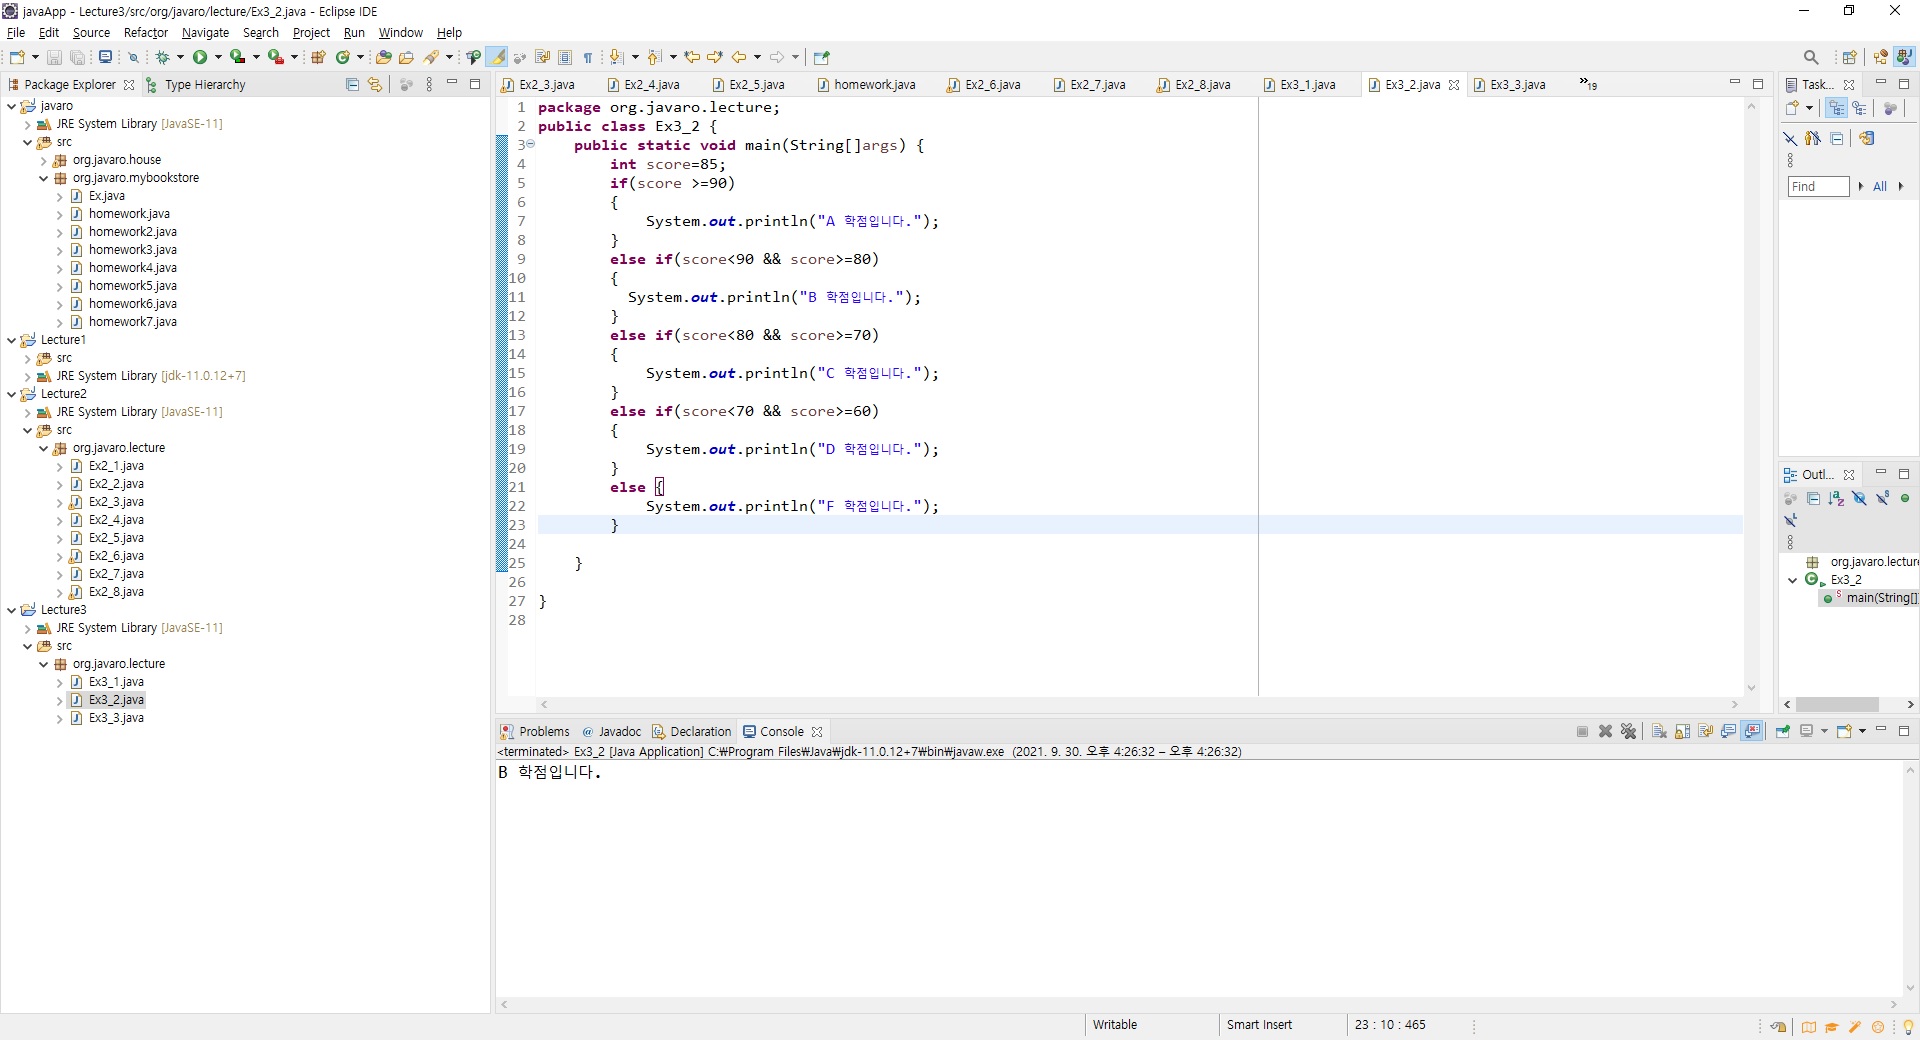 javaApp - Lecture3/src/org/javaro/lecture/Ex3_2.java - Eclipse IDE
File Edit Source Refactor Navigate Search Project Run Window Help
Package Explorer Type Hierarchy
javaro
JRE System Library [JavaSE-11]
src
org.javaro.house
org.javaro.mybookstore
Ex.java
homework.java
homework2.java
homework3.java
homework4.java
homework5.java
homework6.java
homework7.java
Lecture1
src
JRE System Library [jdk-11.0.12+7]
Lecture2
JRE System Library [JavaSE-11]
src
org.javaro.lecture
Ex2_1.java
Ex2_2.java
Ex2_3.java
Ex2_4.java
Ex2_5.java
Ex2_6.java
Ex2_7.java
Ex2_8.java
Lecture3
JRE System Library [JavaSE-11]
src
org.javaro.lecture
Ex3_1.java
Ex3_2.java
Ex3_3.java
Ex2_3.java Ex2_4.java Ex2_5.java homework.java Ex2_6.java Ex2_7.java Ex2_8.java Ex3_1.java Ex3_2.java Ex3_3.java »19
1 package org.javaro.lecture;
2 public class Ex3_2 {
3     public static void main(String[]args) {
4         int score=85;
5         if(score >=90)
6         {
7             System.out.println("A 학점입니다.");
8         }
9         else if(score<90 && score>=80)
10         {
11           System.out.println("B 학점입니다.");
12         }
13         else if(score<80 && score>=70)
14         {
15             System.out.println("C 학점입니다.");
16         }
17         else if(score<70 && score>=60)
18         {
19             System.out.println("D 학점입니다.");
20         }
21         else {
22             System.out.println("F 학점입니다.");
23         }
24
25     }
26
27 }
28
Task...
Find All
Outl...
org.javaro.lecture
Ex3_2
main(String[]
Problems @ Javadoc Declaration Console
<terminated> Ex3_2 [Java Application] C:₩Program Files₩Java₩jdk-11.0.12+7₩bin₩javaw.exe (2021. 9. 30. 오후 4:26:32 – 오후 4:26:32)
B 학점입니다.
Writable Smart Insert 23 : 10 : 465